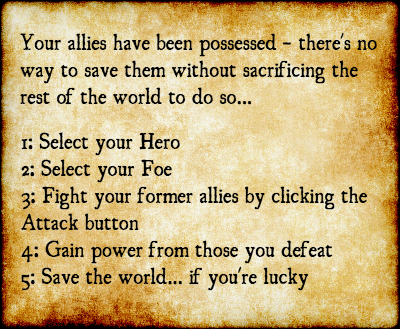 Your allies have been possessed - there's no
way to save them without sacrificing the
rest of the world to do so...
1: Select your Hero
2: Select your Foe
3: Fight your former allies by clicking the
Attack button
4: Gain power from those you defeat
5: Save the world... if you're lucky